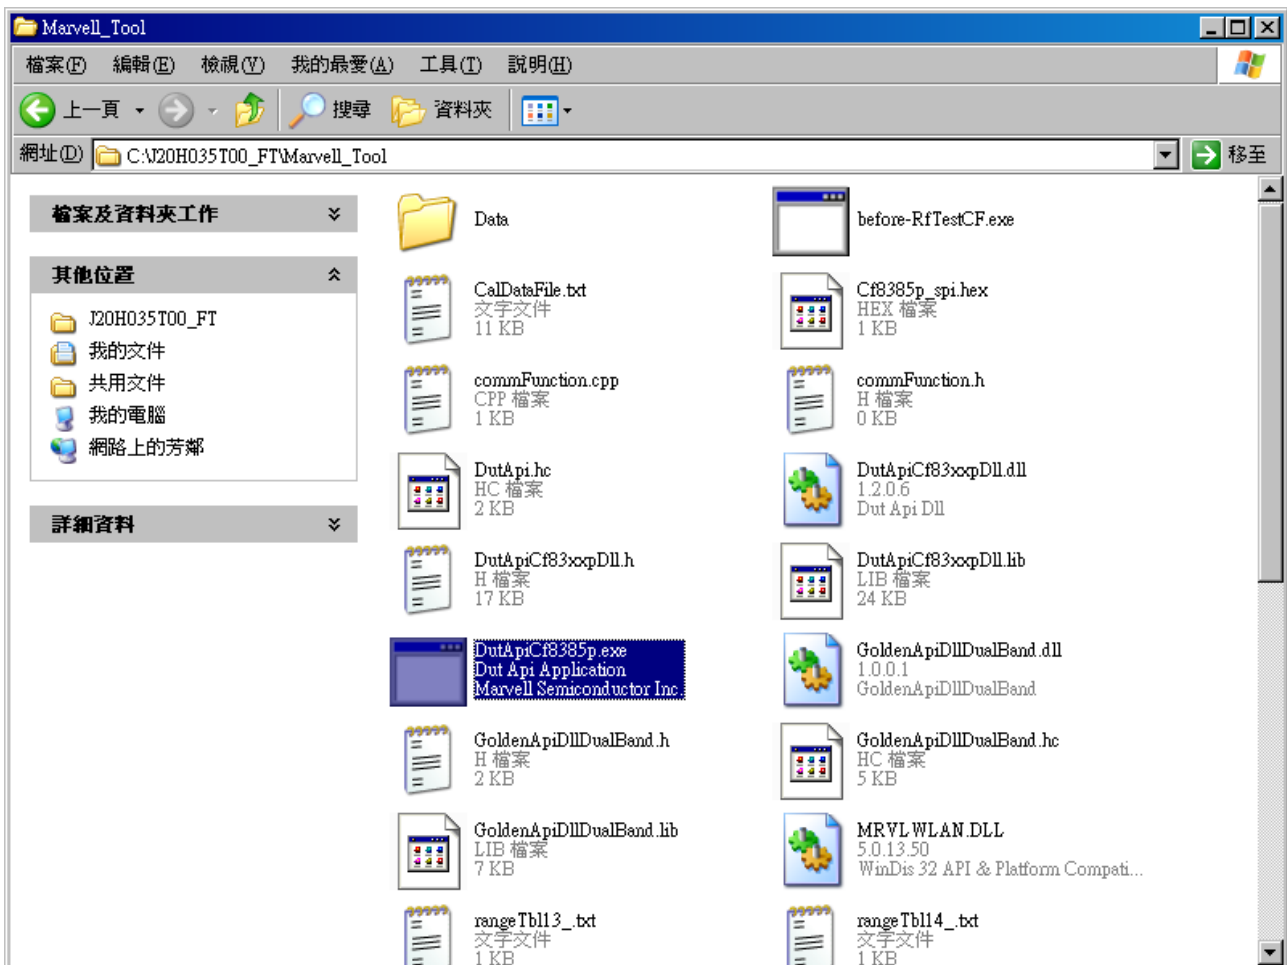 Marvell_Tool
檔案(F) 編輯(E) 檢視(V) 我的最愛(A) 工具(T) 說明(H)
上一頁 搜尋 資料夾
網址(D) C:\J20H035T00_FT\Marvell_Tool 移至
檔案及資料夾工作
其他位置
J20H035T00_FT
我的文件
共用文件
我的電腦
網路上的芳鄰
詳細資料
Data
before-RfTestCF.exe
CalDataFile.txt
文字文件
11 KB
Cf8385p_spi.hex
HEX 檔案
1 KB
commFunction.cpp
CPP 檔案
1 KB
commFunction.h
H 檔案
0 KB
DutApi.hc
HC 檔案
2 KB
DutApiCf83xxpDll.dll
1.2.0.6
Dut Api Dll
DutApiCf83xxpDll.h
H 檔案
17 KB
DutApiCf83xxpDll.lib
LIB 檔案
24 KB
DutApiCf8385p.exe
Dut Api Application
Marvell Semiconductor Inc.
GoldenApiDllDualBand.dll
1.0.0.1
GoldenApiDllDualBand
GoldenApiDllDualBand.h
H 檔案
2 KB
GoldenApiDllDualBand.hc
HC 檔案
5 KB
GoldenApiDllDualBand.lib
LIB 檔案
7 KB
MRVLWLAN.DLL
5.0.13.50
WinDis 32 API & Platform Compati...
rangeTbl13_.txt
文字文件
1 KB
rangeTbl14_.txt
文字文件
1 KB